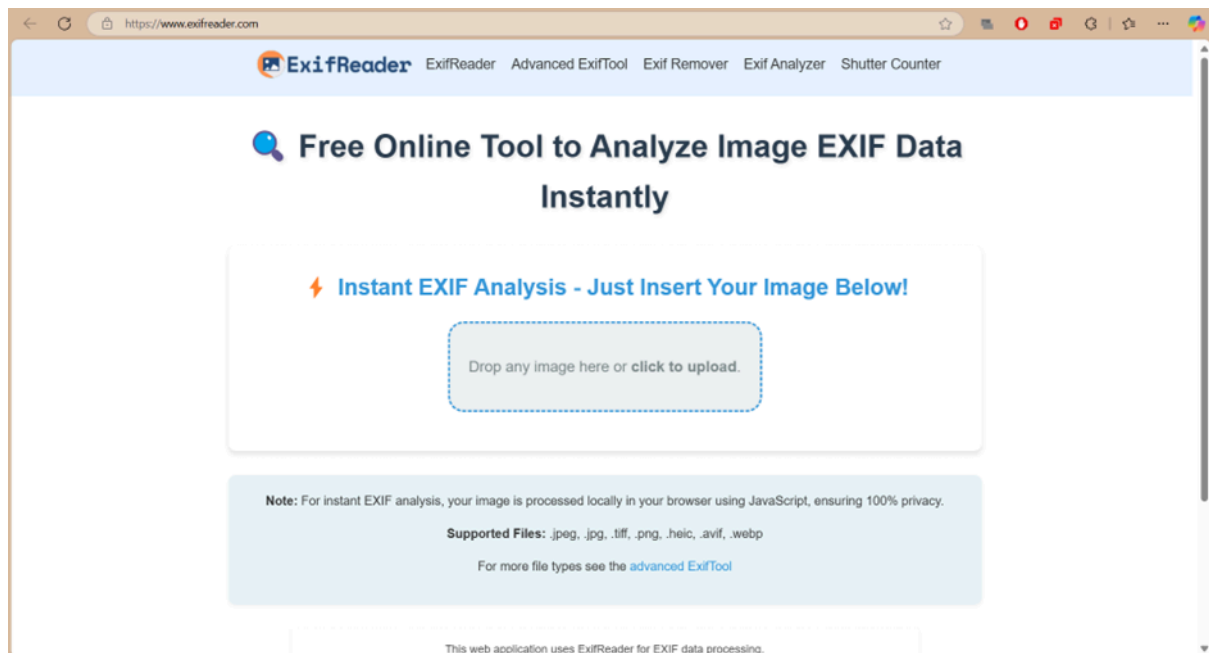 https://www.exifreader.com
ExifReader ExifReader Advanced ExifTool Exif Remover Exif Analyzer Shutter Counter
Free Online Tool to Analyze Image EXIF Data
Instantly
Instant EXIF Analysis - Just Insert Your Image Below!
Drop any image here or click to upload.
Note: For instant EXIF analysis, your image is processed locally in your browser using JavaScript, ensuring 100% privacy.
Supported Files: .jpeg, .jpg, .tiff, .png, .heic, .avif, .webp
For more file types see the advanced ExifTool
This web application uses ExifReader for EXIF data processing.